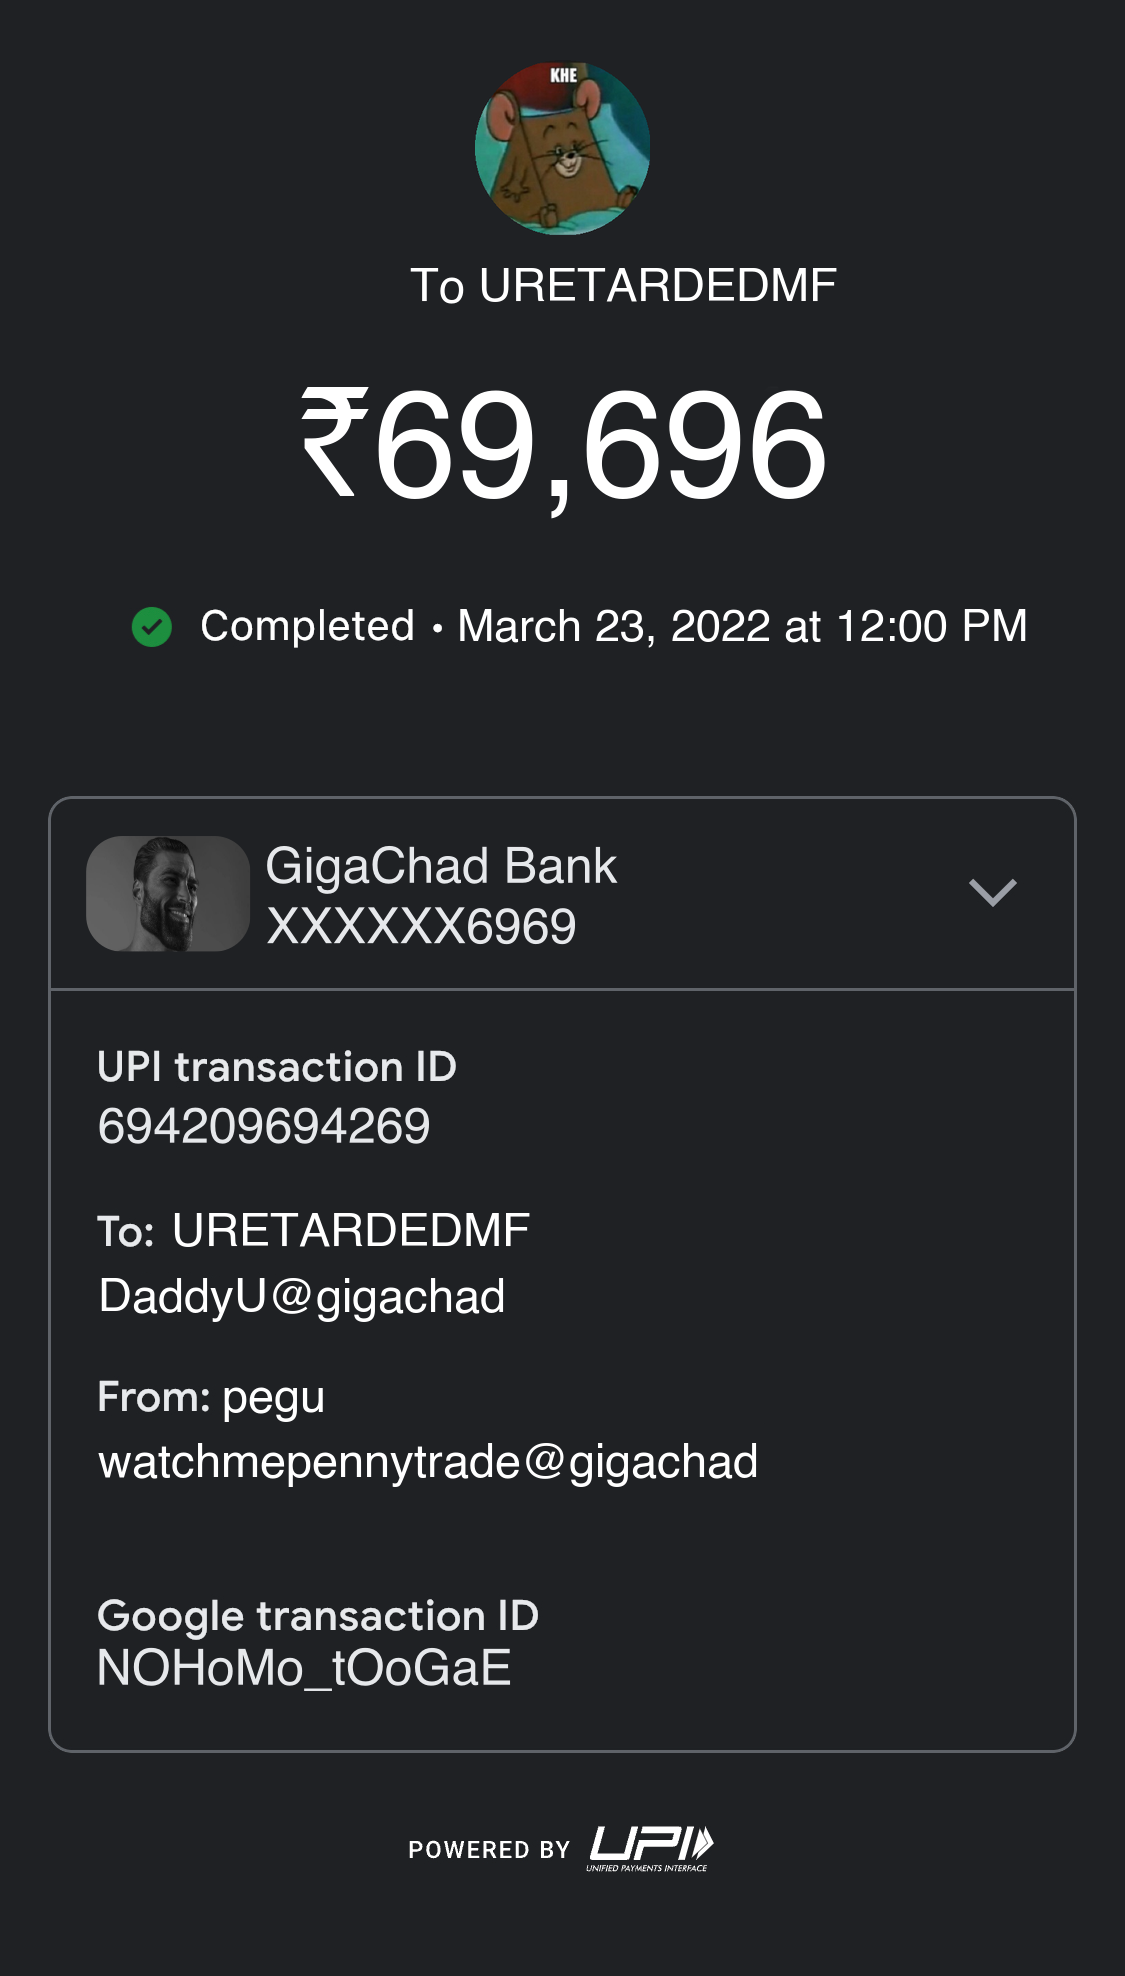 KHE
To URETARDEDMF
₹69,696
Completed • March 23, 2022 at 12:00 PM
GigaChad Bank
XXXXXX6969
UPI transaction ID
694209694269
To: URETARDEDMF
DaddyU@gigachad
From: pegu
watchmepennytrade@gigachad
Google transaction ID
NOHoMo_tOoGaE
POWERED BY UPI
UNIFIED PAYMENTS INTERFACE